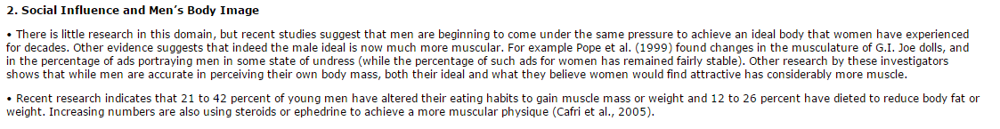 2. Social Influence and Men's Body Image
• There is little research in this domain, but recent studies suggest that men are beginning to come under the same pressure to achieve an ideal body that women have experienced
for decades. Other evidence suggests that indeed the male ideal is now much more muscular. For example Pope et al. (1999) found changes in the musculature of G.I. Joe dolls, and
in the percentage of ads portraying men in some state of undress (while the percentage of such ads for women has remained fairly stable). Other research by these investigators
shows that while men are accurate in perceiving their own body mass, both their ideal and what they believe women would find attractive has considerably more muscle.
• Recent research indicates that 21 to 42 percent of young men have altered their eating habits to gain muscle mass or weight and 12 to 26 percent have dieted to reduce body fat or
weight. Increasing numbers are also using steroids or ephedrine to achieve a more muscular physique (Cafri et al., 2005).